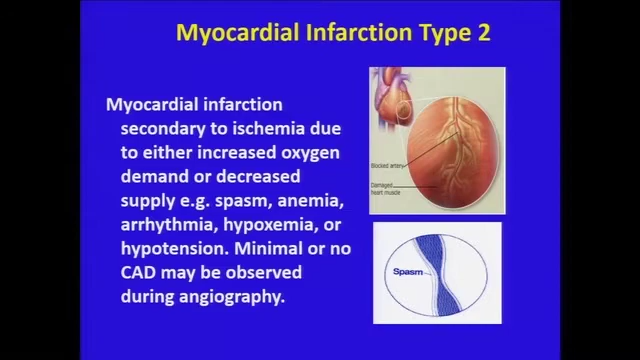 Myocardial Infarction Type 2
Myocardial infarction
secondary to ischemia due
to either increased oxygen
demand or decreased
supply e.g. spasm, anemia,
arrhythmia, hypoxemia, or
hypotension. Minimal or no
CAD may be observed
during angiography.
Blocked artery
Damaged
heart muscle
Spasm